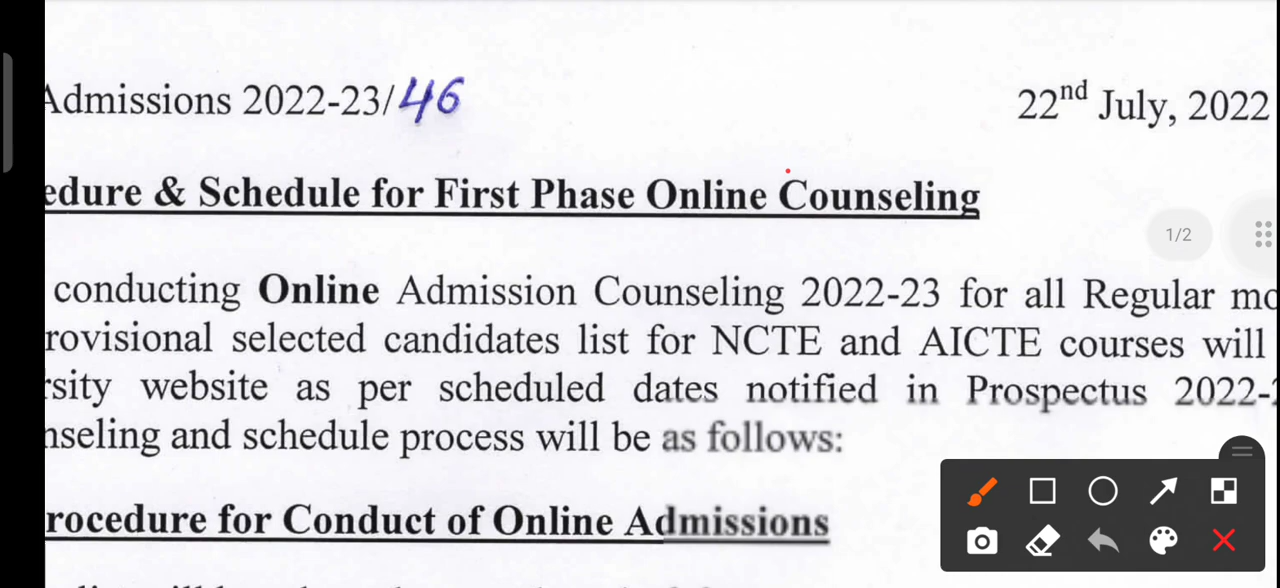 Admissions 2022-23/46
22nd July, 2022
edure & Schedule for First Phase Online Counseling
1/2
conducting Online Admission Counseling 2022-23 for all Regular mo
rovisional selected candidates list for NCTE and AICTE courses will
rsity website as per scheduled dates notified in Prospectus 2022-2
nseling and schedule process will be as follows:
rocedure for Conduct of Online Admissions